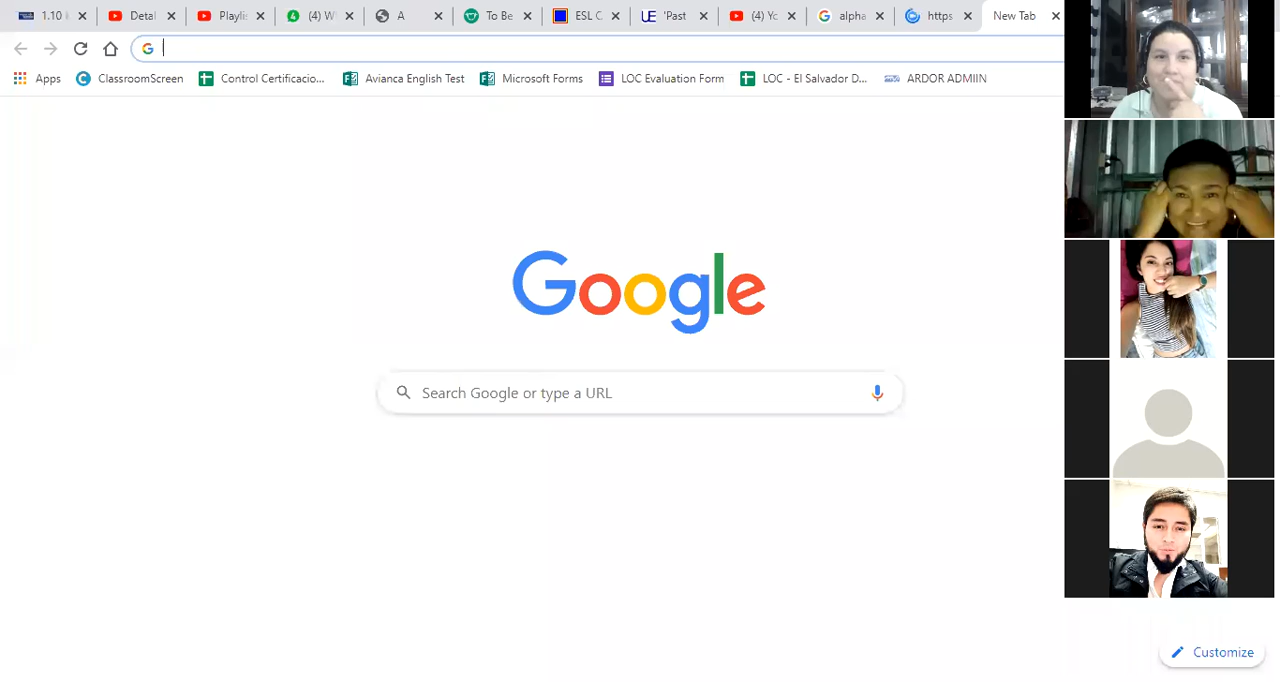 1.10 Detal Playlis (4) W A To Be ESL C 'Past (4) Yc alpha https New Tab
Apps ClassroomScreen Control Certificacio... Avianca English Test Microsoft Forms LOC Evaluation Form LOC - El Salvador D... ARDOR ADMIIN
Google
Search Google or type a URL
Customize